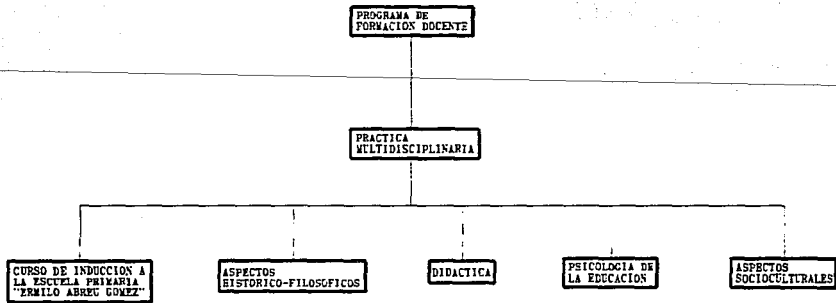 PROGRAMA DE
FORMACION DOCENTE
PRACTICA
MULTIDISCIPLINARIA
CURSO DE INDUCCION A
LA ESCUELA PRIMARIA
"ERMILO ABREU GOMEZ"
ASPECTOS
HISTORICO-FILOSOFICOS
DIDACTICA
PSICOLOGIA DE
LA EDUCACION
ASPECTOS
SOCIOCULTURALES